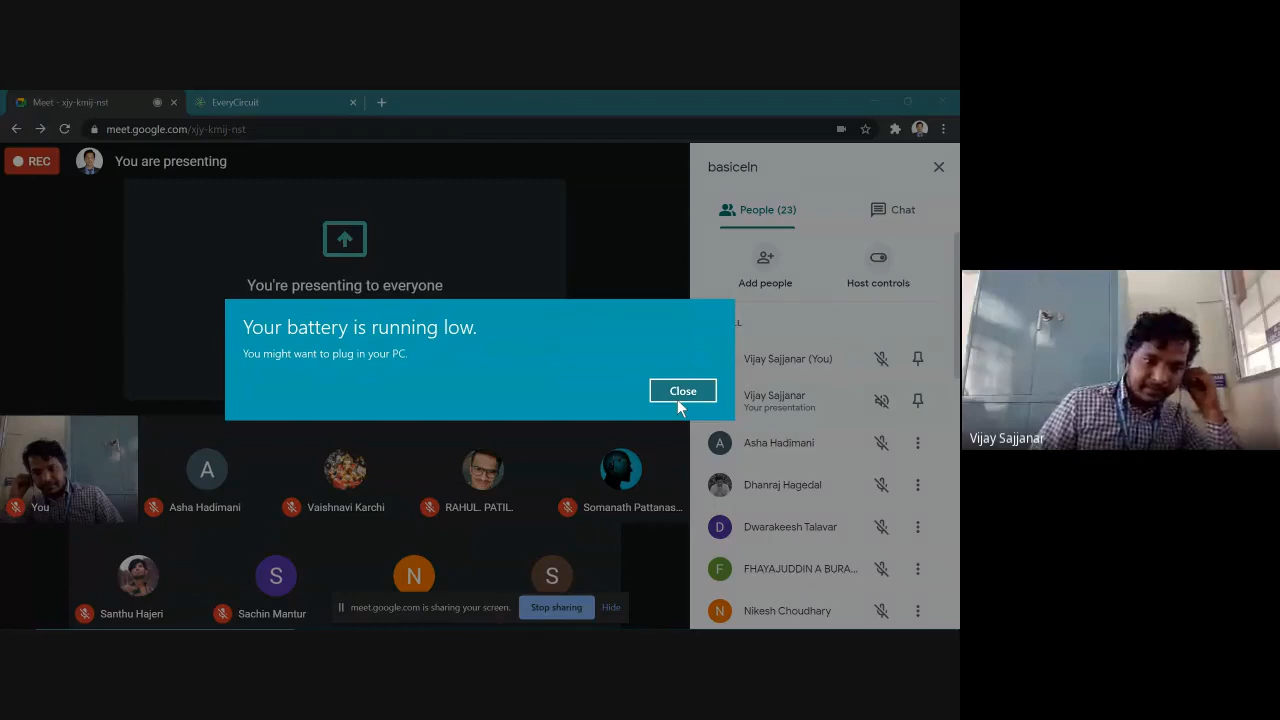 Meet - xjy-kmij-nst
EveryCircuit
meet.google.com/xjy-kmij-nst
REC
You are presenting
You're presenting to everyone
Your battery is running low.
You might want to plug in your PC.
Close
You
A
Asha Hadimani
Vaishnavi Karchi
RAHUL. PATIL.
Somanath Pattanas...
Santhu Hajeri
S
Sachin Mantur
N
S
meet.google.com is sharing your screen.
Stop sharing
Hide
basiceln
People (23)
Chat
Add people
Host controls
Vijay Sajjanar (You)
Vijay Sajjanar
Your presentation
A
Asha Hadimani
Dhanraj Hagedal
D
Dwarakeesh Talavar
F
FHAYAJUDDIN A BURA...
N
Nikesh Choudhary
Vijay Sajjanar